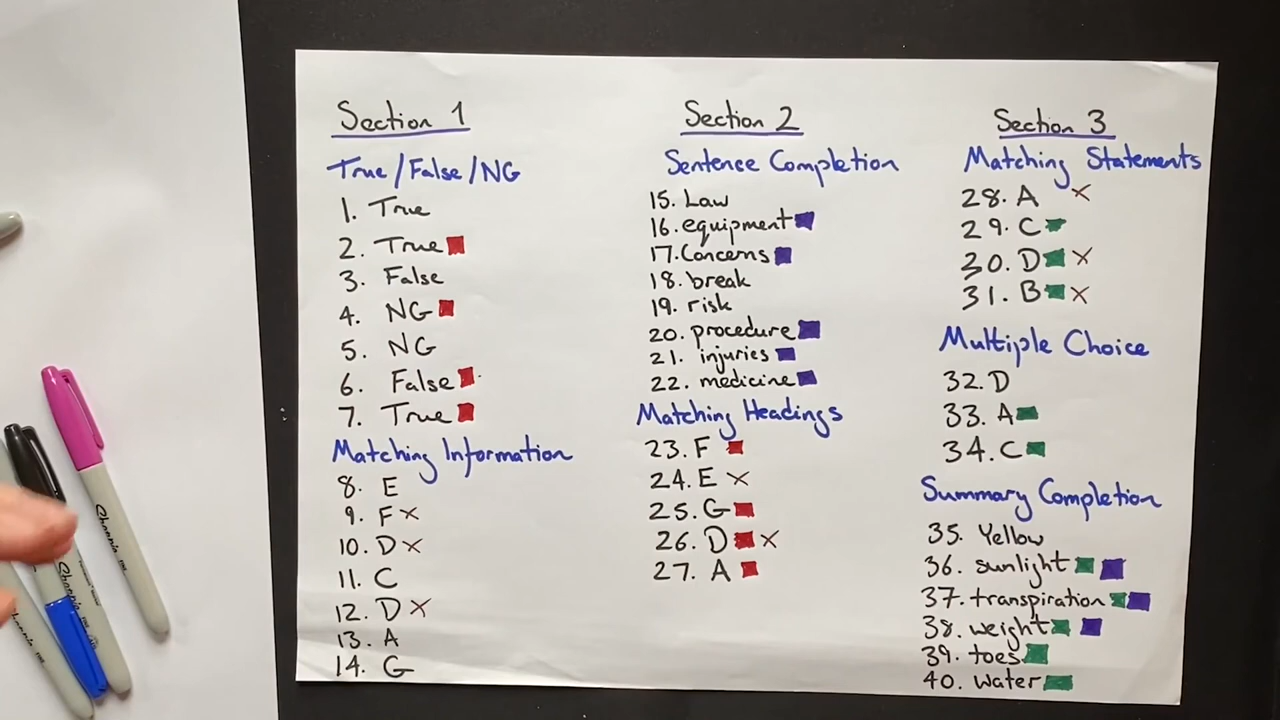 Section 1
True/False/NG
1. True
2. True
3. False
4. NG
5. NG
6. False
7. True
Matching Information
8. E
9. F x
10. D x
11. C
12. D x
13. A
14. G
Section 2
Sentence Completion
15. Law
16. equipment
17. Concerns
18. break
19. risk
20. procedure
21. injuries
22. medicine
Matching Headings
23. F
24. E x
25. G
26. D x
27. A
Section 3
Matching Statements
28. A x
29. C
30. D x
31. B x
Multiple Choice
32. D
33. A
34. C
Summary Completion
35. Yellow
36. sunlight
37. transpiration
38. weight
39. toes
40. water
Sharpie
Sharpie